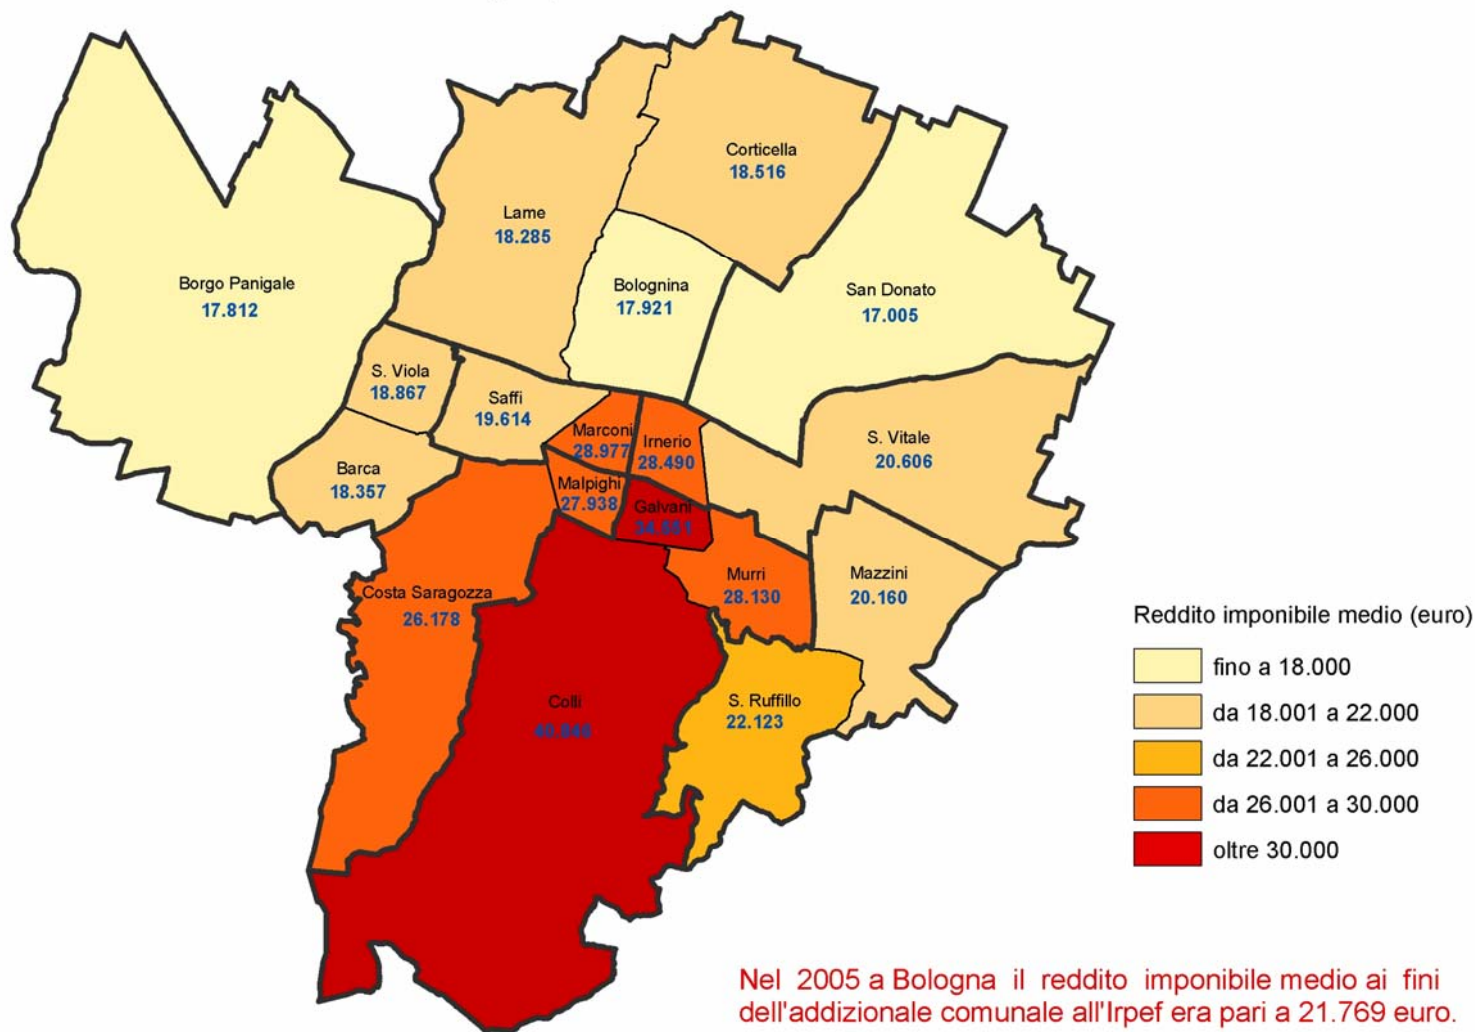 Corticella
18.516
Lame
18.285
Borgo Panigale
17.812
Bolognina
17.921
San Donato
17.005
S. Viola
18.867
Saffi
19.614
Marconi
28.977
Irnerio
28.490
S. Vitale
20.606
Barca
18.357
Malpighi
27.938
Galvani
Murri
28.130
Mazzini
20.160
Costa Saragozza
26.178
Colli
S. Ruffillo
22.123
Reddito imponibile medio (euro)
fino a 18.000
da 18.001 a 22.000
da 22.001 a 26.000
da 26.001 a 30.000
oltre 30.000
Nel 2005 a Bologna il reddito imponibile medio ai fini
dell'addizionale comunale all'Irpef era pari a 21.769 euro.